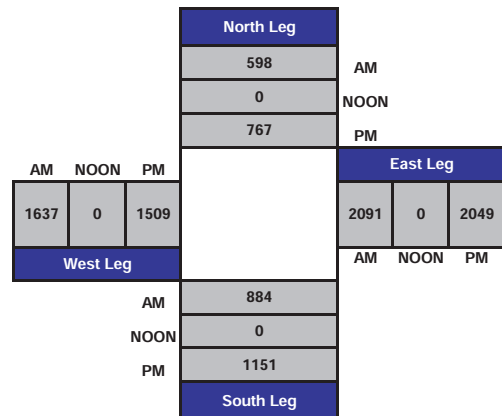 North Leg
598
AM
0
NOON
767
PM
AM NOON PM
East Leg
1637 0 1509
2091 0 2049
West Leg
AM NOON PM
AM
884
NOON
0
PM
1151
South Leg